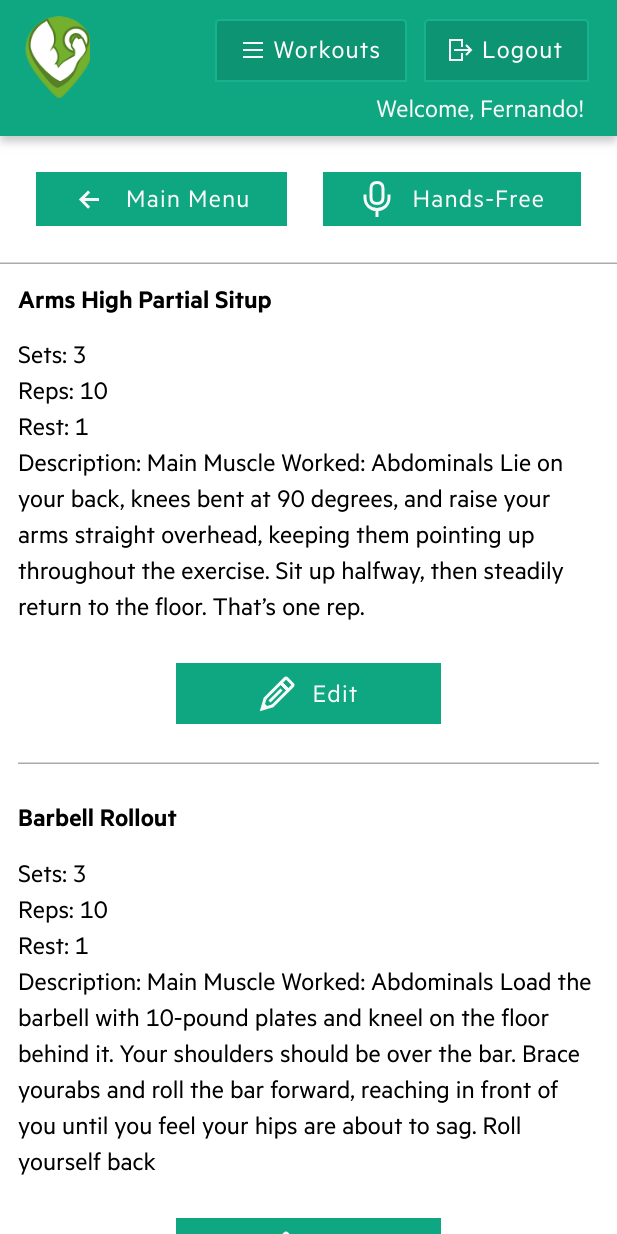 Workouts
Logout
Welcome, Fernando!
Main Menu
Hands-Free
Arms High Partial Situp
Sets: 3
Reps: 10
Rest: 1
Description: Main Muscle Worked: Abdominals Lie on
your back, knees bent at 90 degrees, and raise your
arms straight overhead, keeping them pointing up
throughout the exercise. Sit up halfway, then steadily
return to the floor. That’s one rep.
Edit
Barbell Rollout
Sets: 3
Reps: 10
Rest: 1
Description: Main Muscle Worked: Abdominals Load the
barbell with 10-pound plates and kneel on the floor
behind it. Your shoulders should be over the bar. Brace
yourabs and roll the bar forward, reaching in front of
you until you feel your hips are about to sag. Roll
yourself back